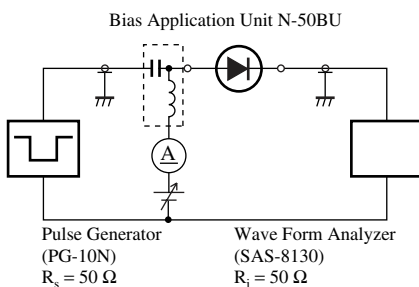 Bias Application Unit N-50BU
A
Pulse Generator
(PG-10N)
Rs = 50 Ω
Wave Form Analyzer
(SAS-8130)
Ri = 50 Ω